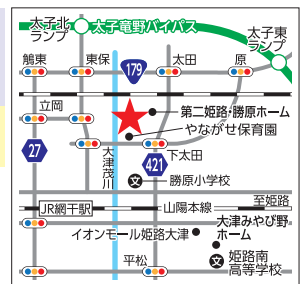 太子北
ランプ
太子竜野バイパス
太子東
ランプ
鵤東
東保
179
太田
原
立岡
第二姫路・勝原ホーム
やながせ保育園
27
大津茂川
421
下太田
文
勝原小学校
至姫路
JR網干駅
山陽本線
大津みやび野
ホーム
イオンモール姫路大津
平松
文
姫路南
高等学校